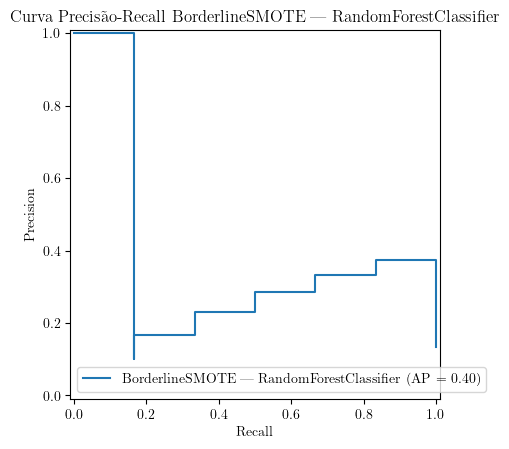 Curva Precisão-Recall BorderlineSMOTE — RandomForestClassifier
1.0
0.8
0.6
0.4
0.2
0.0
Precision
BorderlineSMOTE — RandomForestClassifier (AP = 0.40)
0.0 0.2 0.4 0.6 0.8 1.0
Recall